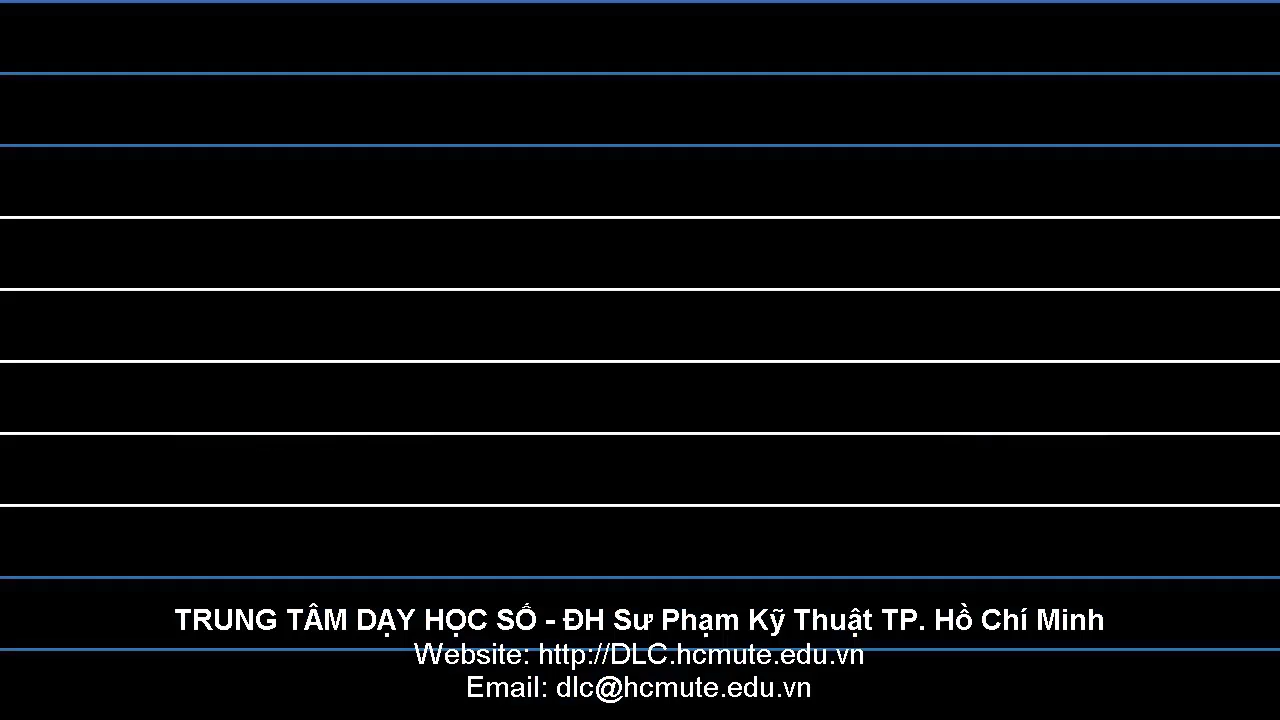 TRUNG TÂM DẠY HỌC SỐ - ĐH Sư Phạm Kỹ Thuật TP. Hồ Chí Minh
Website: http://DLC.hcmute.edu.vn
Email: dlc@hcmute.edu.vn